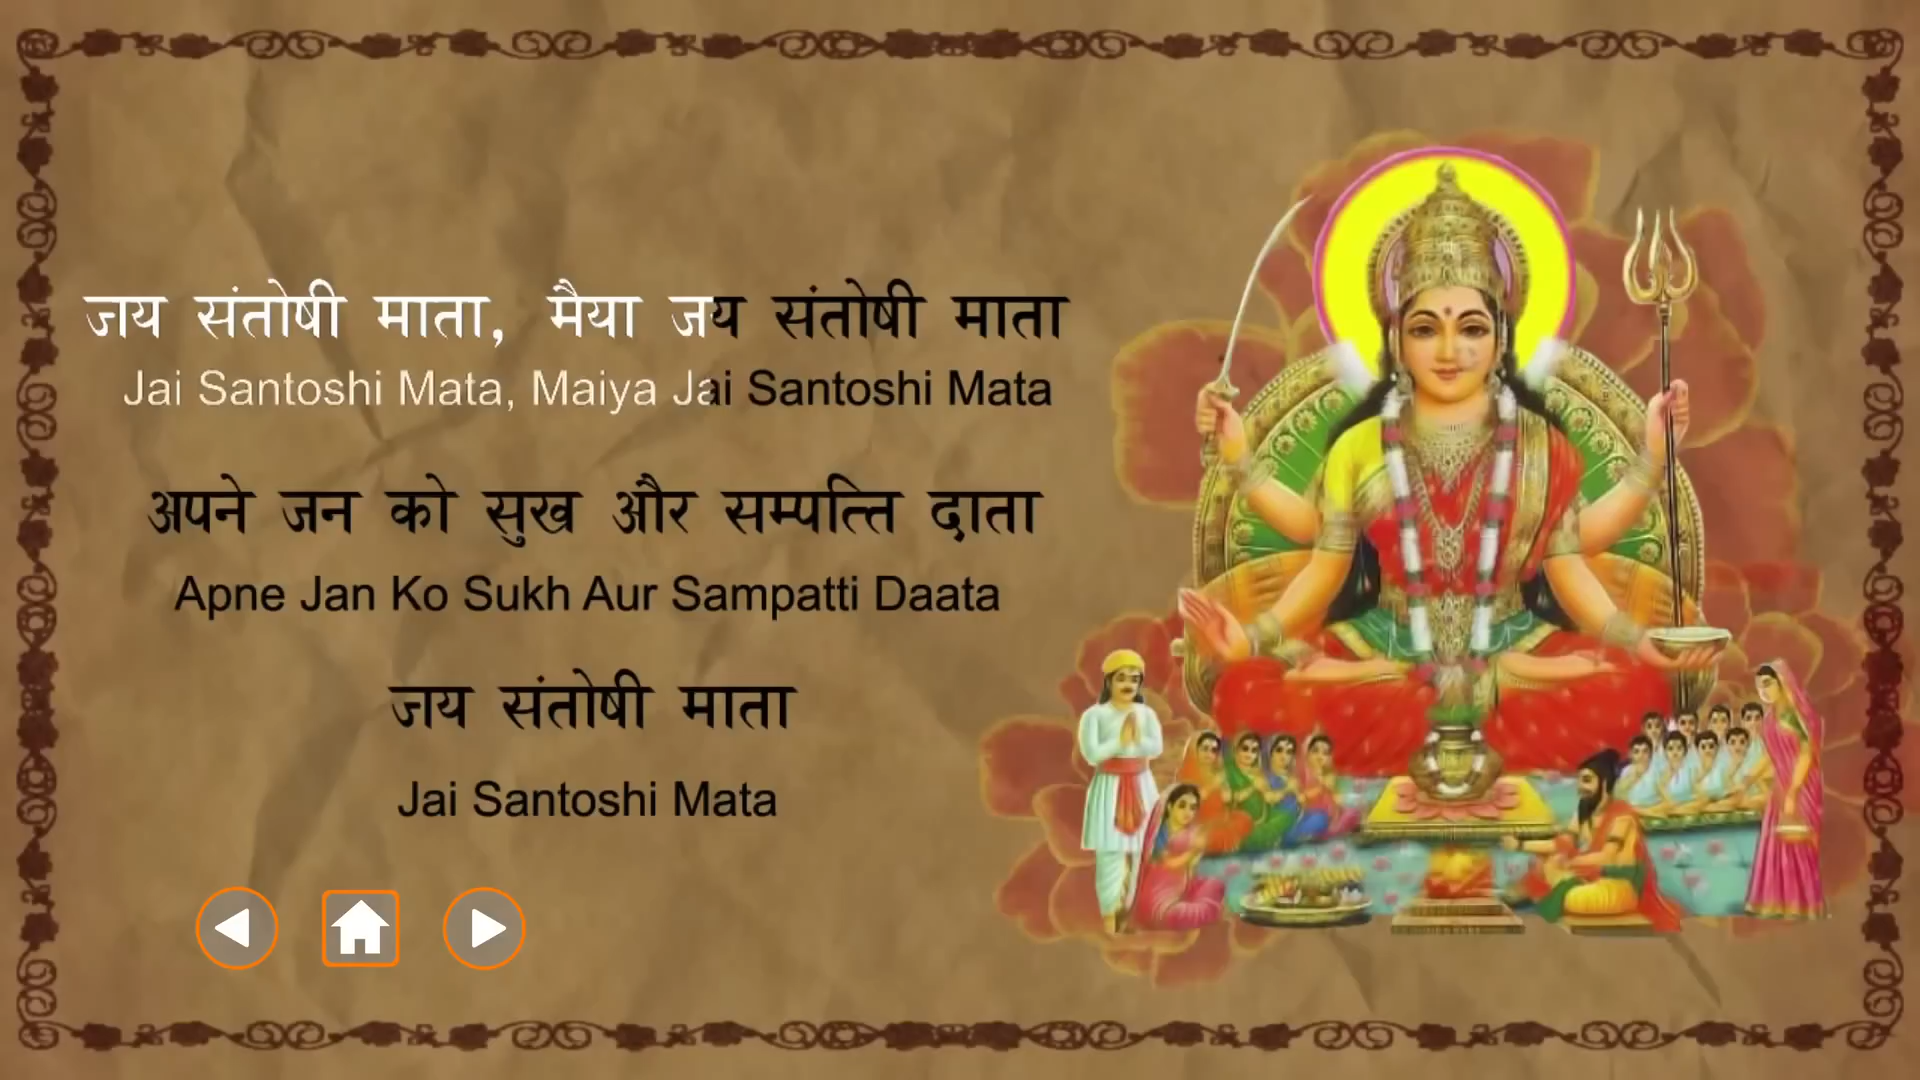 जय संतोषी माता, मैया जय संतोषी माता
Jai Santoshi Mata, Maiya Jai Santoshi Mata
अपने जन को सुख और सम्पत्ति दाता
Apne Jan Ko Sukh Aur Sampatti Daata
जय संतोषी माता
Jai Santoshi Mata